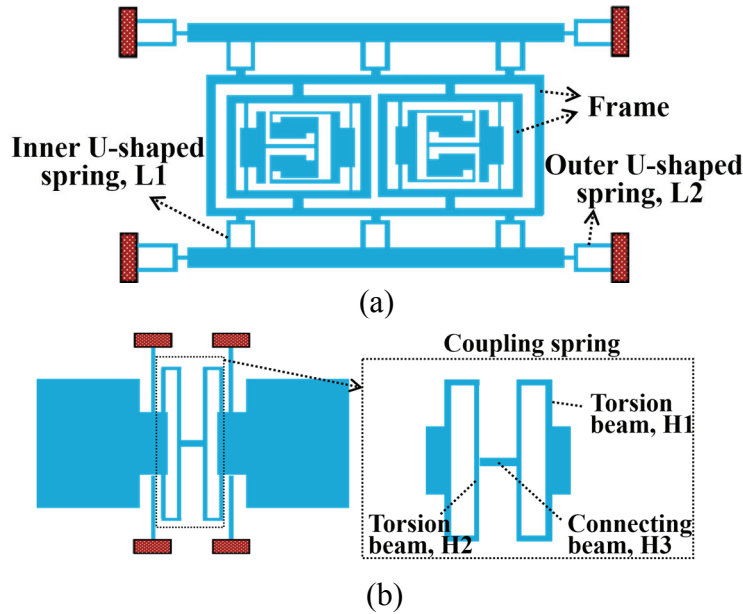 Frame
Inner U-shaped
spring, L1
Outer U-shaped
spring, L2
(a)
Coupling spring
Torsion
beam, H1
Torsion
beam, H2
Connecting
beam, H3
(b)